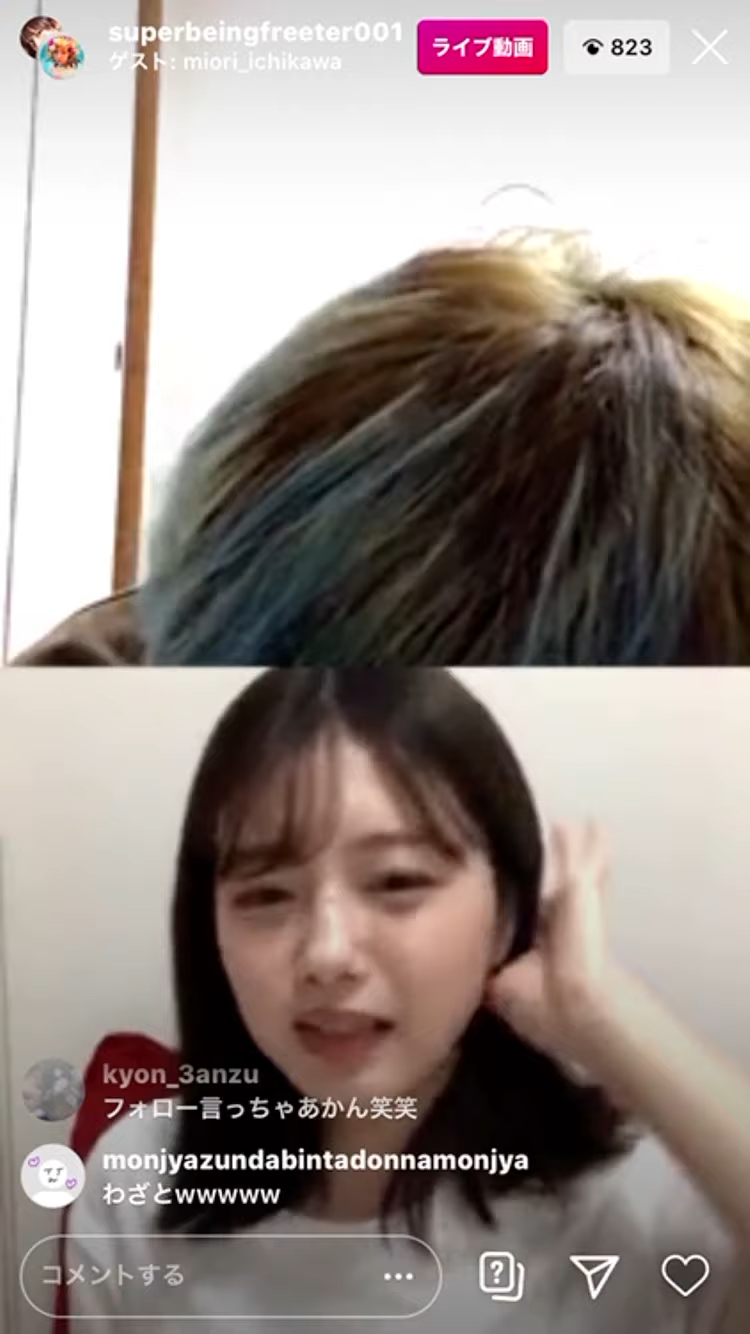 superbeingfreeter001
ゲスト: miori_ichikawa
ライブ動画
823
kyon_3anzu
フォロー言っちゃあかん笑笑
monjyazundabintadonnamonjya
わざとwwwww
コメントする